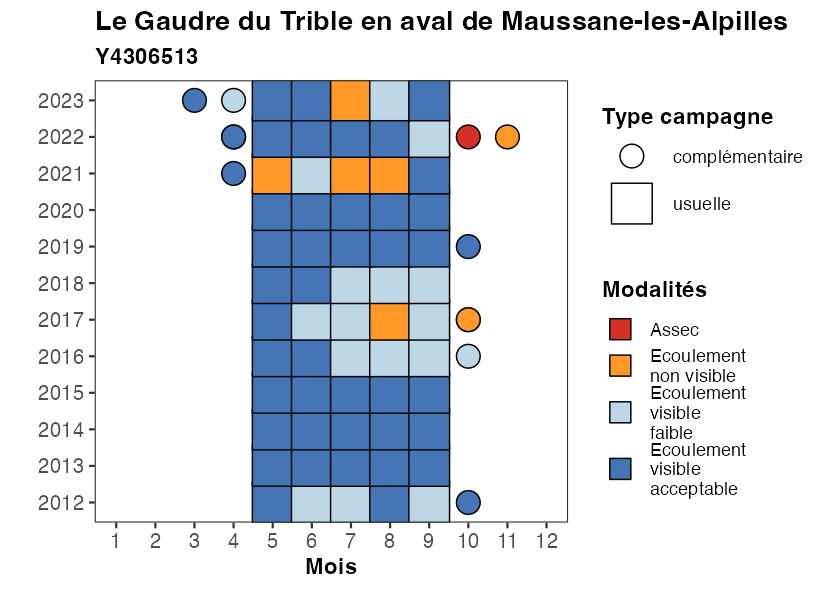 Le Gaudre du Trible en aval de Maussane-les-Alpilles
Y4306513
2023
2022
2021
2020
2019
2018
2017
2016
2015
2014
2013
2012
1 2 3 4 5 6 7 8 9 10 11 12
Mois
Type campagne
complémentaire
usuelle
Modalités
Assec
Ecoulement
non visible
Ecoulement
visible
faible
Ecoulement
visible
acceptable